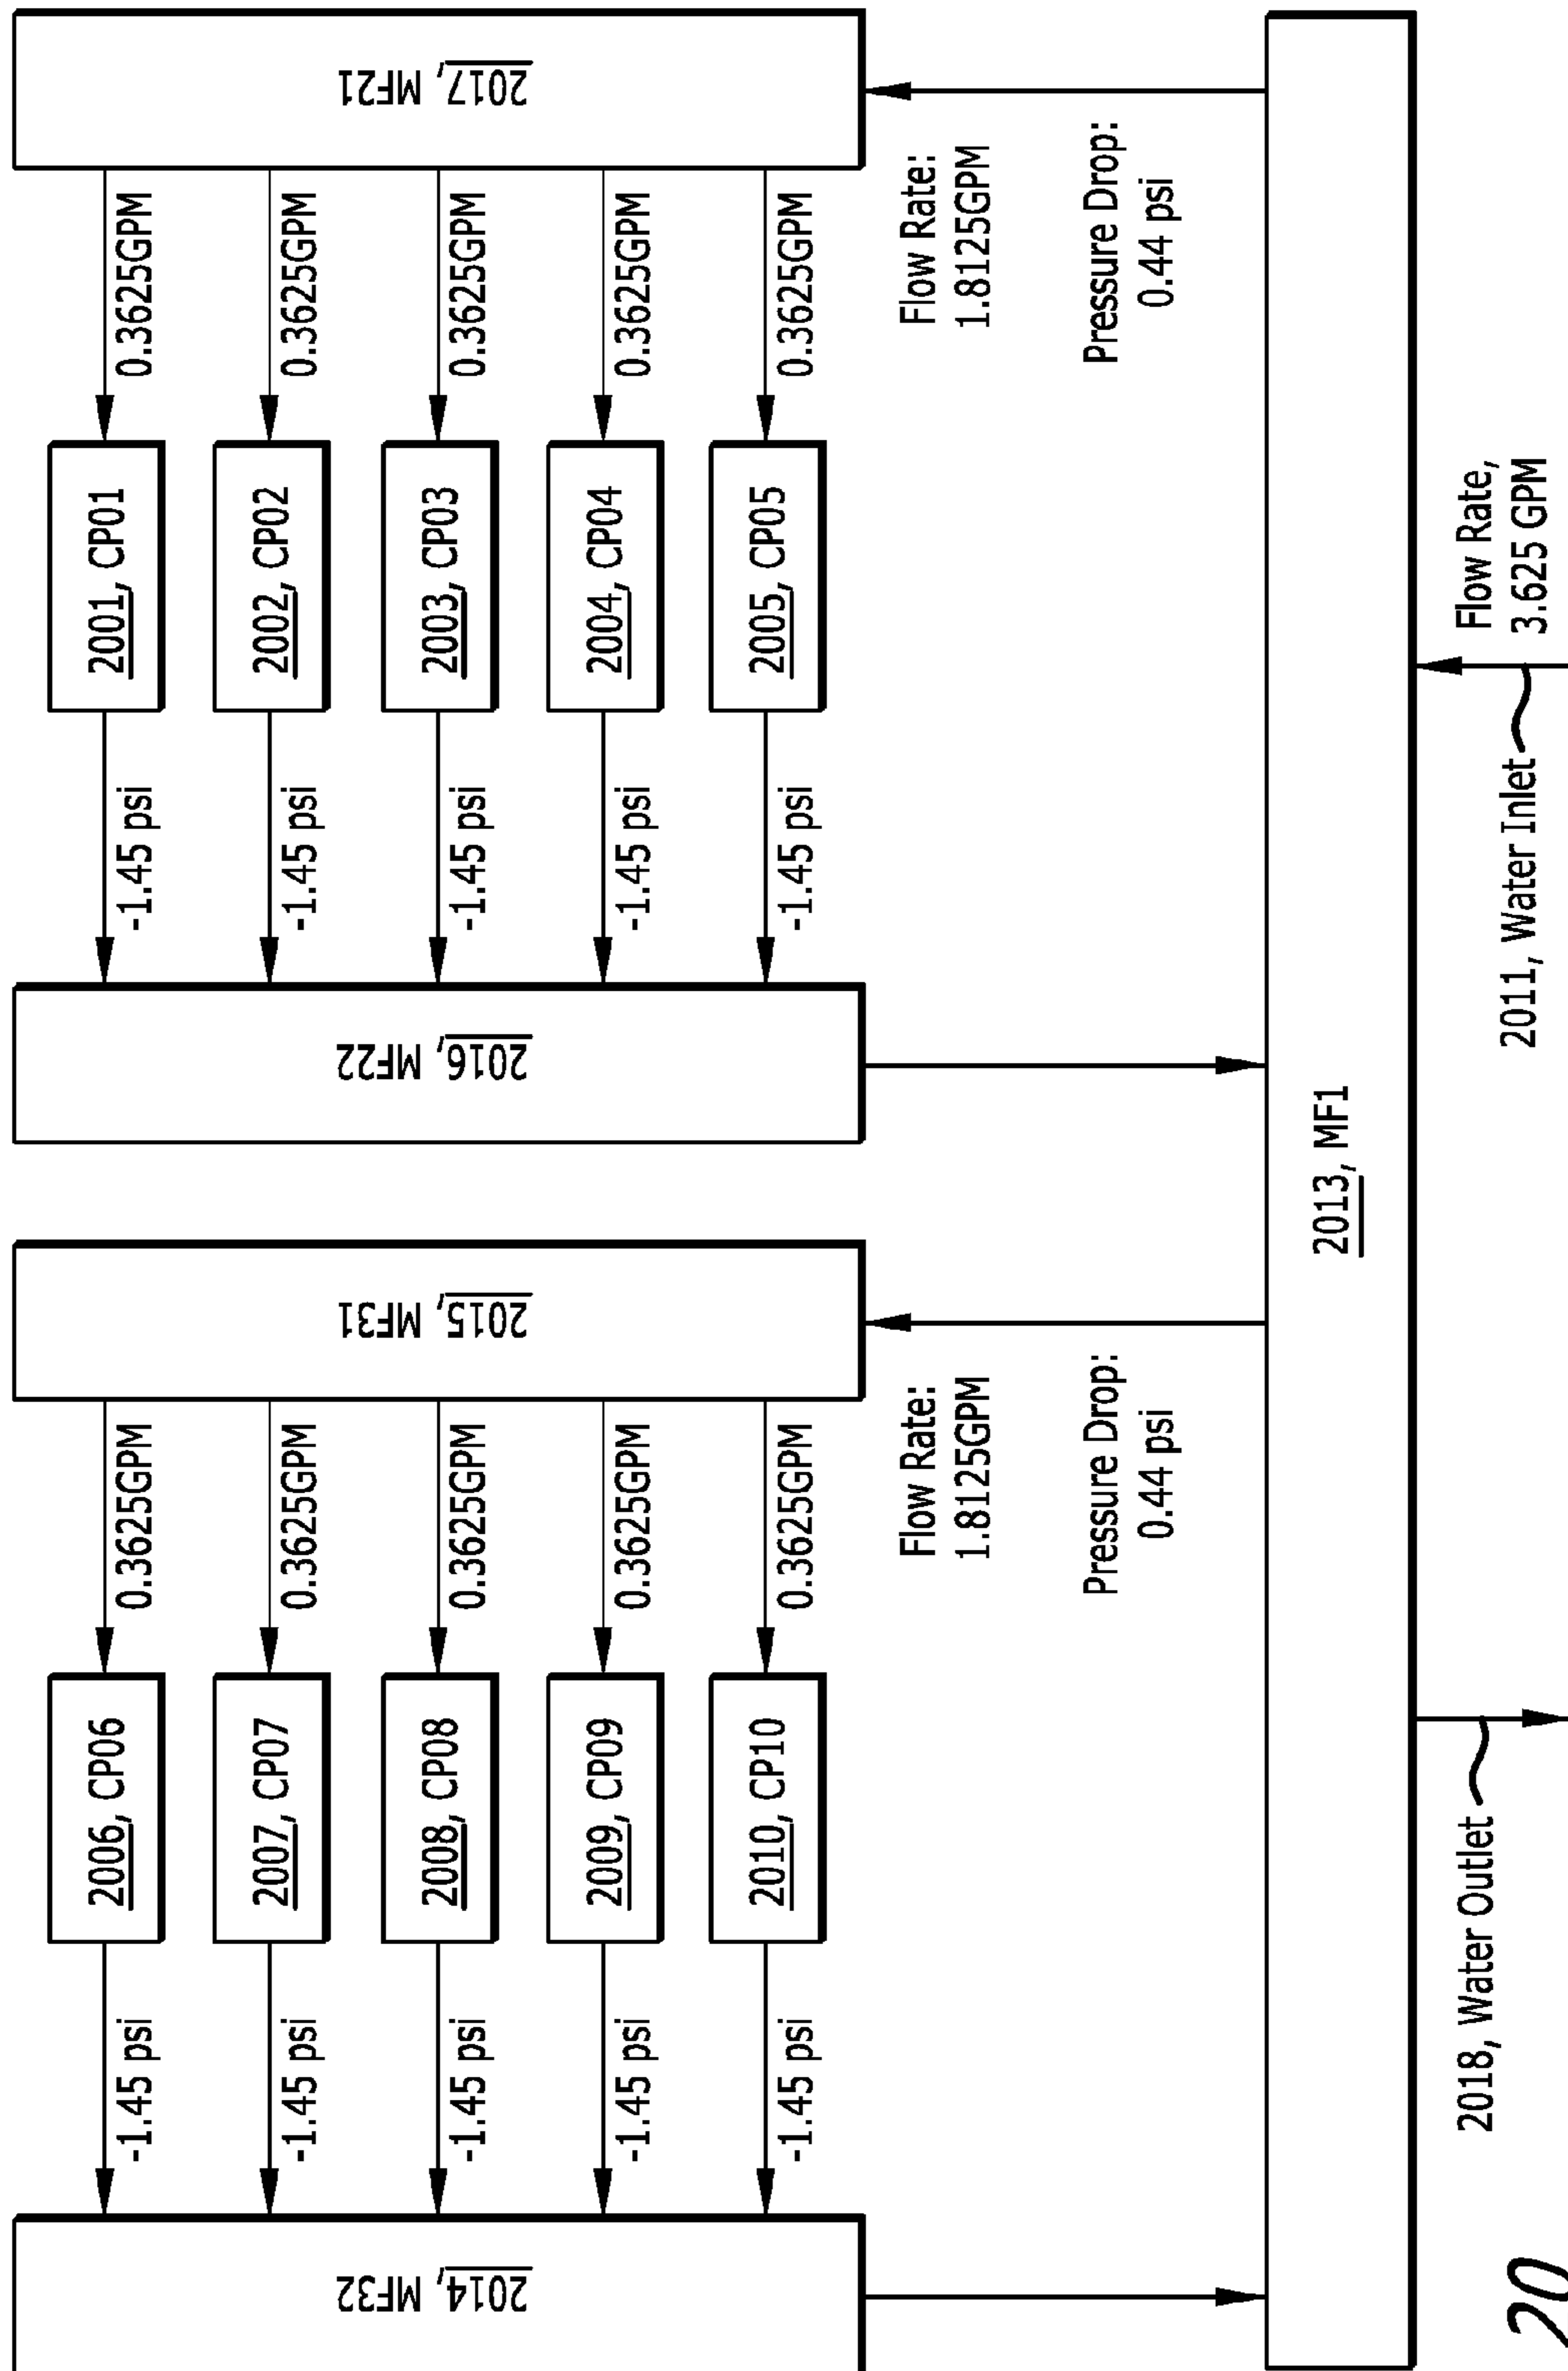 2006, CP06
2001, CP01
-1.45 psi
0.3625GPM
-1.45 psi
0.3625GPM
2007, CP07
2002, CP02
-1.45 psi
0.3625GPM
-1.45 psi
0.3625GPM
2014, MF32
2015, MF31
2016, MF22
2017, MF21
2008, CP08
2003, CP03
-1.45 psi
0.3625GPM
-1.45 psi
0.3625GPM
2009, CP09
2004, CP04
-1.45 psi
0.3625GPM
-1.45 psi
0.3625GPM
2010, CP10
2005, CP05
-1.45 psi
0.3625GPM
-1.45 psi
0.3625GPM
Flow Rate:
1.8125GPM
Pressure Drop:
0.44 psi
Flow Rate:
1.8125GPM
Pressure Drop:
0.44 psi
2013, MF1
2018, Water Outlet
2011, Water Inlet
Flow Rate,
3.625 GPM
20